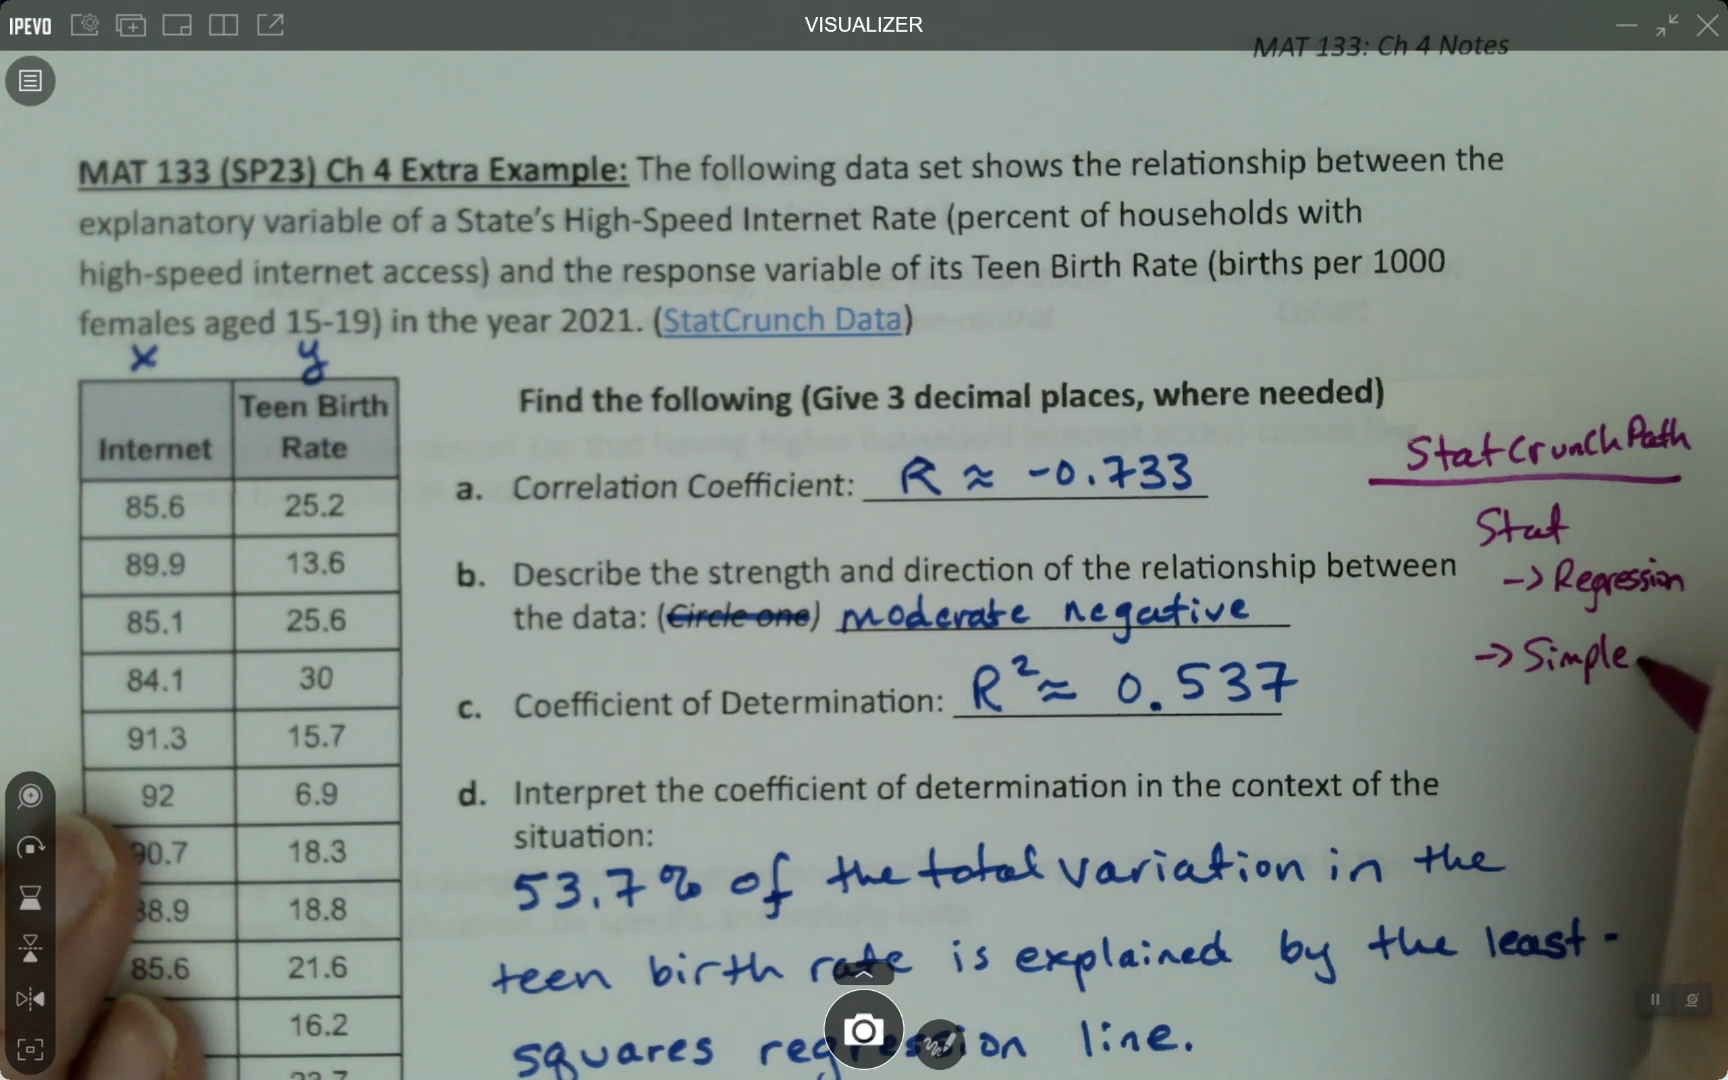 IPEVO
VISUALIZER
MAT 133: Ch 4 Notes
MAT 133 (SP23) Ch 4 Extra Example: The following data set shows the relationship between the
explanatory variable of a State's High-Speed Internet Rate (percent of households with
high-speed internet access) and the response variable of its Teen Birth Rate (births per 1000
females aged 15-19) in the year 2021. (StatCrunch Data)
x y
Internet Teen Birth Rate
85.6 25.2
89.9 13.6
85.1 25.6
84.1 30
91.3 15.7
92 6.9
90.7 18.3
88.9 18.8
85.6 21.6
16.2
Find the following (Give 3 decimal places, where needed)
a. Correlation Coefficient: R ≈ -0.733
b. Describe the strength and direction of the relationship between
the data: (Circle one) moderate negative
c. Coefficient of Determination: R² ≈ 0.537
d. Interpret the coefficient of determination in the context of the
situation:
53.7% of the total variation in the
teen birth rate is explained by the least-
squares regression line.
StatCrunch Path
Stat
-> Regression
-> Simple